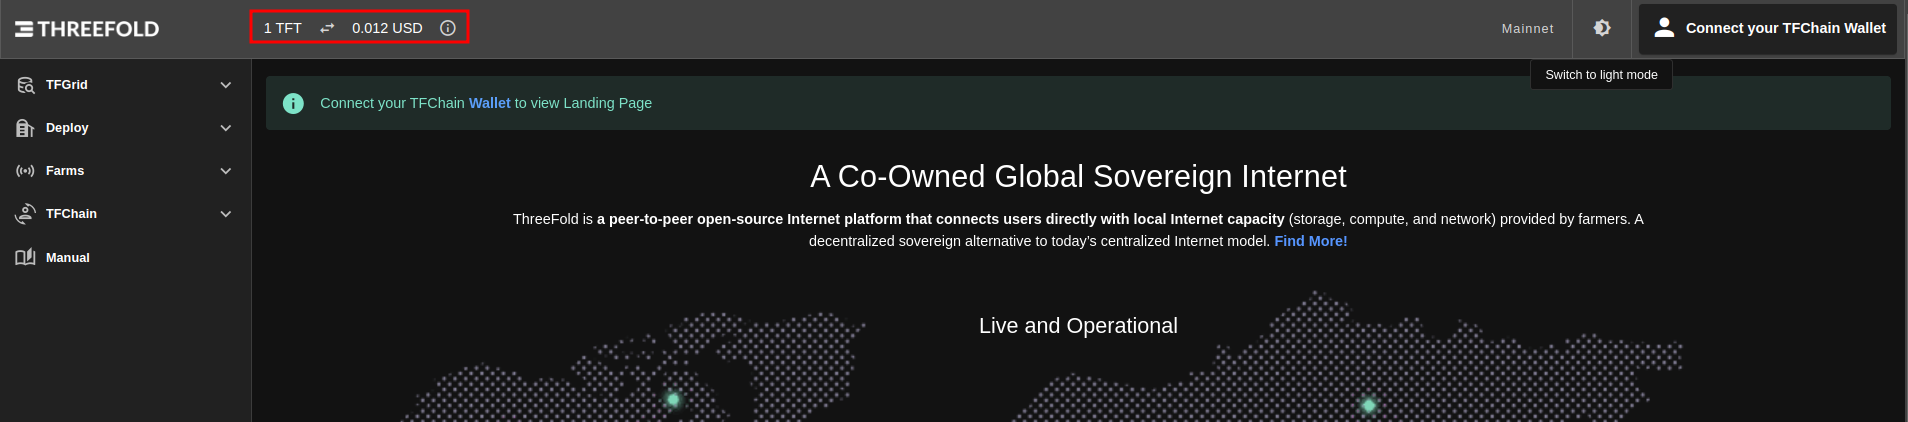 THREEFOLD
1 TFT 0.012 USD
Mainnet
Connect your TFChain Wallet
Switch to light mode
TFGrid
Deploy
Farms
TFChain
Manual
Connect your TFChain Wallet to view Landing Page
A Co-Owned Global Sovereign Internet
ThreeFold is a peer-to-peer open-source Internet platform that connects users directly with local Internet capacity (storage, compute, and network) provided by farmers. A
decentralized sovereign alternative to today’s centralized Internet model. Find More!
Live and Operational